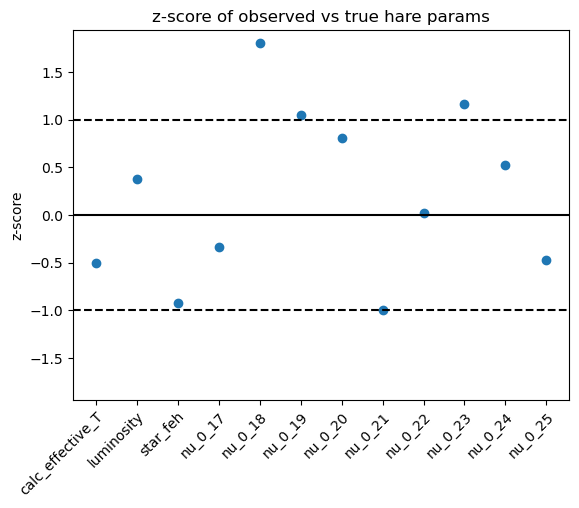 z-score of observed vs true hare params
z-score
1.5
1.0
0.5
0.0
−0.5
−1.0
−1.5
calc_effective_T
luminosity
star_feh
nu_0_17
nu_0_18
nu_0_19
nu_0_20
nu_0_21
nu_0_22
nu_0_23
nu_0_24
nu_0_25